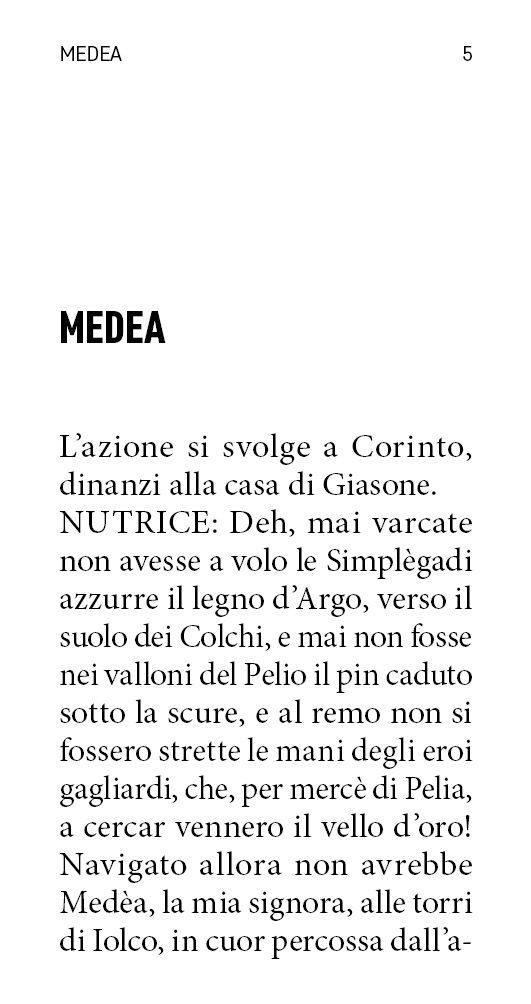 MEDEA 5
MEDEA
L’azione si svolge a Corinto,
dinanzi alla casa di Giasone.
NUTRICE: Deh, mai varcate
non avesse a volo le Simplègadi
azzurre il legno d’Argo, verso il
suolo dei Colchi, e mai non fosse
nei valloni del Pelio il pin caduto
sotto la scure, e al remo non si
fossero strette le mani degli eroi
gagliardi, che, per mercè di Pelia,
a cercar vennero il vello d’oro!
Navigato allora non avrebbe
Medèa, la mia signora, alle torri
di Iolco, in cuor percossa dall’a-